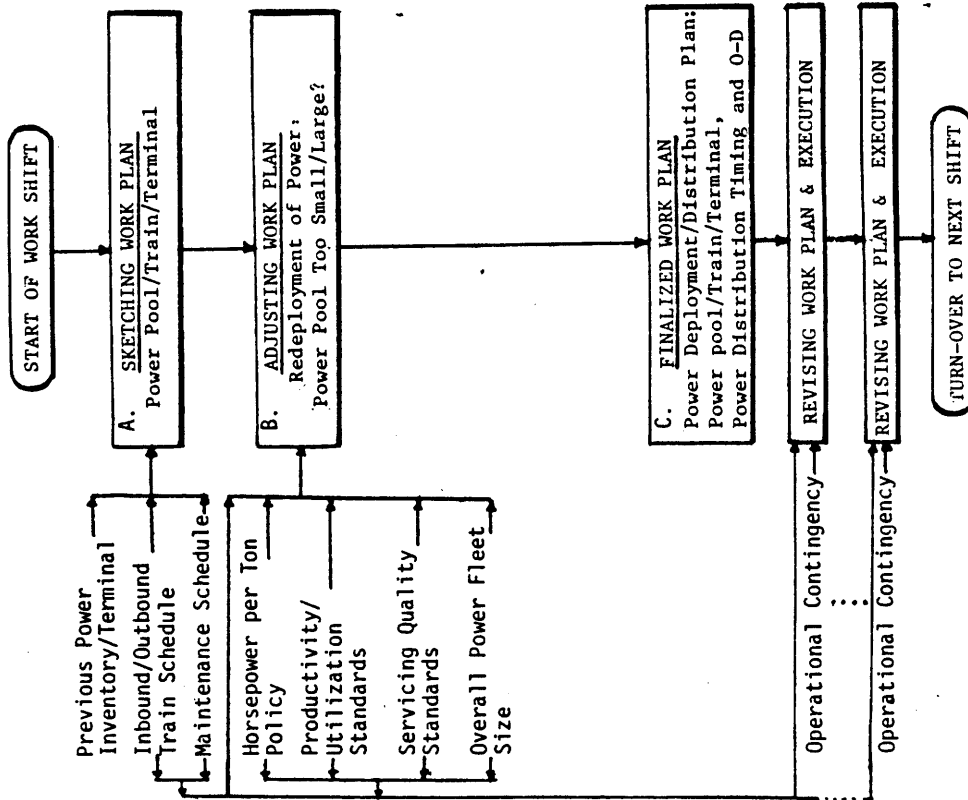 START OF WORK SHIFT
A. SKETCHING WORK PLAN
Power Pool/Train/Terminal
Previous Power
Inventory/Terminal
Inbound/Outbound
Train Schedule
Maintenance Schedule
B. ADJUSTING WORK PLAN
Redeployment of Power:
Power Pool Too Small/Large?
Horsepower per Ton
Policy
Productivity/
Utilization
Standards
Servicing Quality
Standards
Overall Power Fleet
Size
C. FINALIZED WORK PLAN
Power Deployment/Distribution Plan:
Power pool/Train/Terminal,
Power Distribution Timing and O-D
REVISING WORK PLAN & EXECUTION
Operational Contingency
REVISING WORK PLAN & EXECUTION
Operational Contingency
TURN-OVER TO NEXT SHIFT